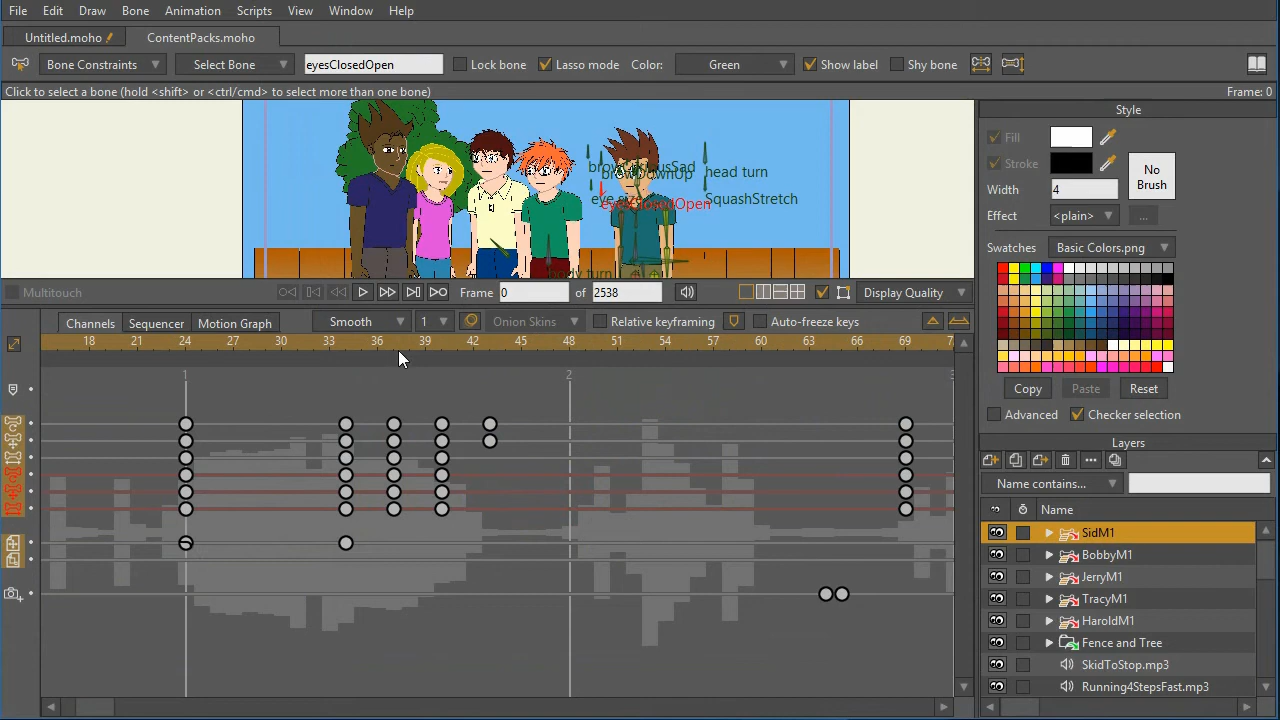 File Edit Draw Bone Animation Scripts View Window Help
Untitled.moho ContentPacks.moho
Bone Constraints Select Bone eyesClosedOpen Lock bone Lasso mode Color: Green Show label Shy bone
Click to select a bone (hold <shift> or <ctrl/cmd> to select more than one bone) Frame: 0
Style
Fill
Stroke
No
Brush
Width 4
Effect <plain> ...
head turn
SquashStretch
eyesClosedOpen
Swatches Basic Colors.png
Multitouch Frame 0 of 2538 Display Quality
Channels Sequencer Motion Graph Smooth 1 Onion Skins Relative keyframing Auto-freeze keys
18 21 24 27 30 33 36 39 42 45 48 51 54 57 60 63 66 69
1 2 3
Copy Paste Reset
Advanced Checker selection
Layers
Name contains...
Name
SidM1
BobbyM1
JerryM1
TracyM1
HaroldM1
Fence and Tree
SkidToStop.mp3
Running4StepsFast.mp3